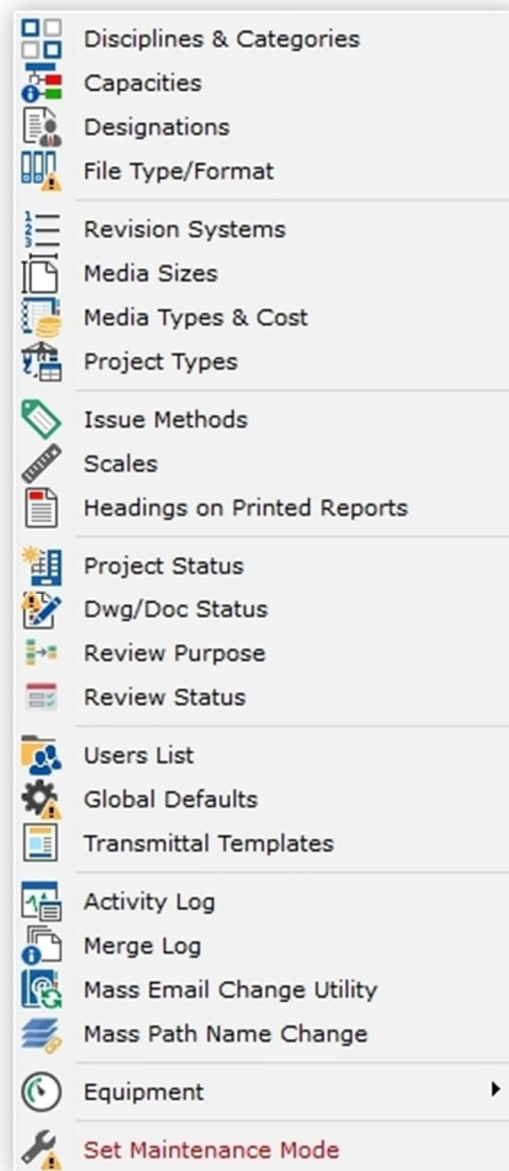 Disciplines & Categories
Capacities
Designations
File Type/Format
Revision Systems
Media Sizes
Media Types & Cost
Project Types
Issue Methods
Scales
Headings on Printed Reports
Project Status
Dwg/Doc Status
Review Purpose
Review Status
Users List
Global Defaults
Transmittal Templates
Activity Log
Merge Log
Mass Email Change Utility
Mass Path Name Change
Equipment
Set Maintenance Mode